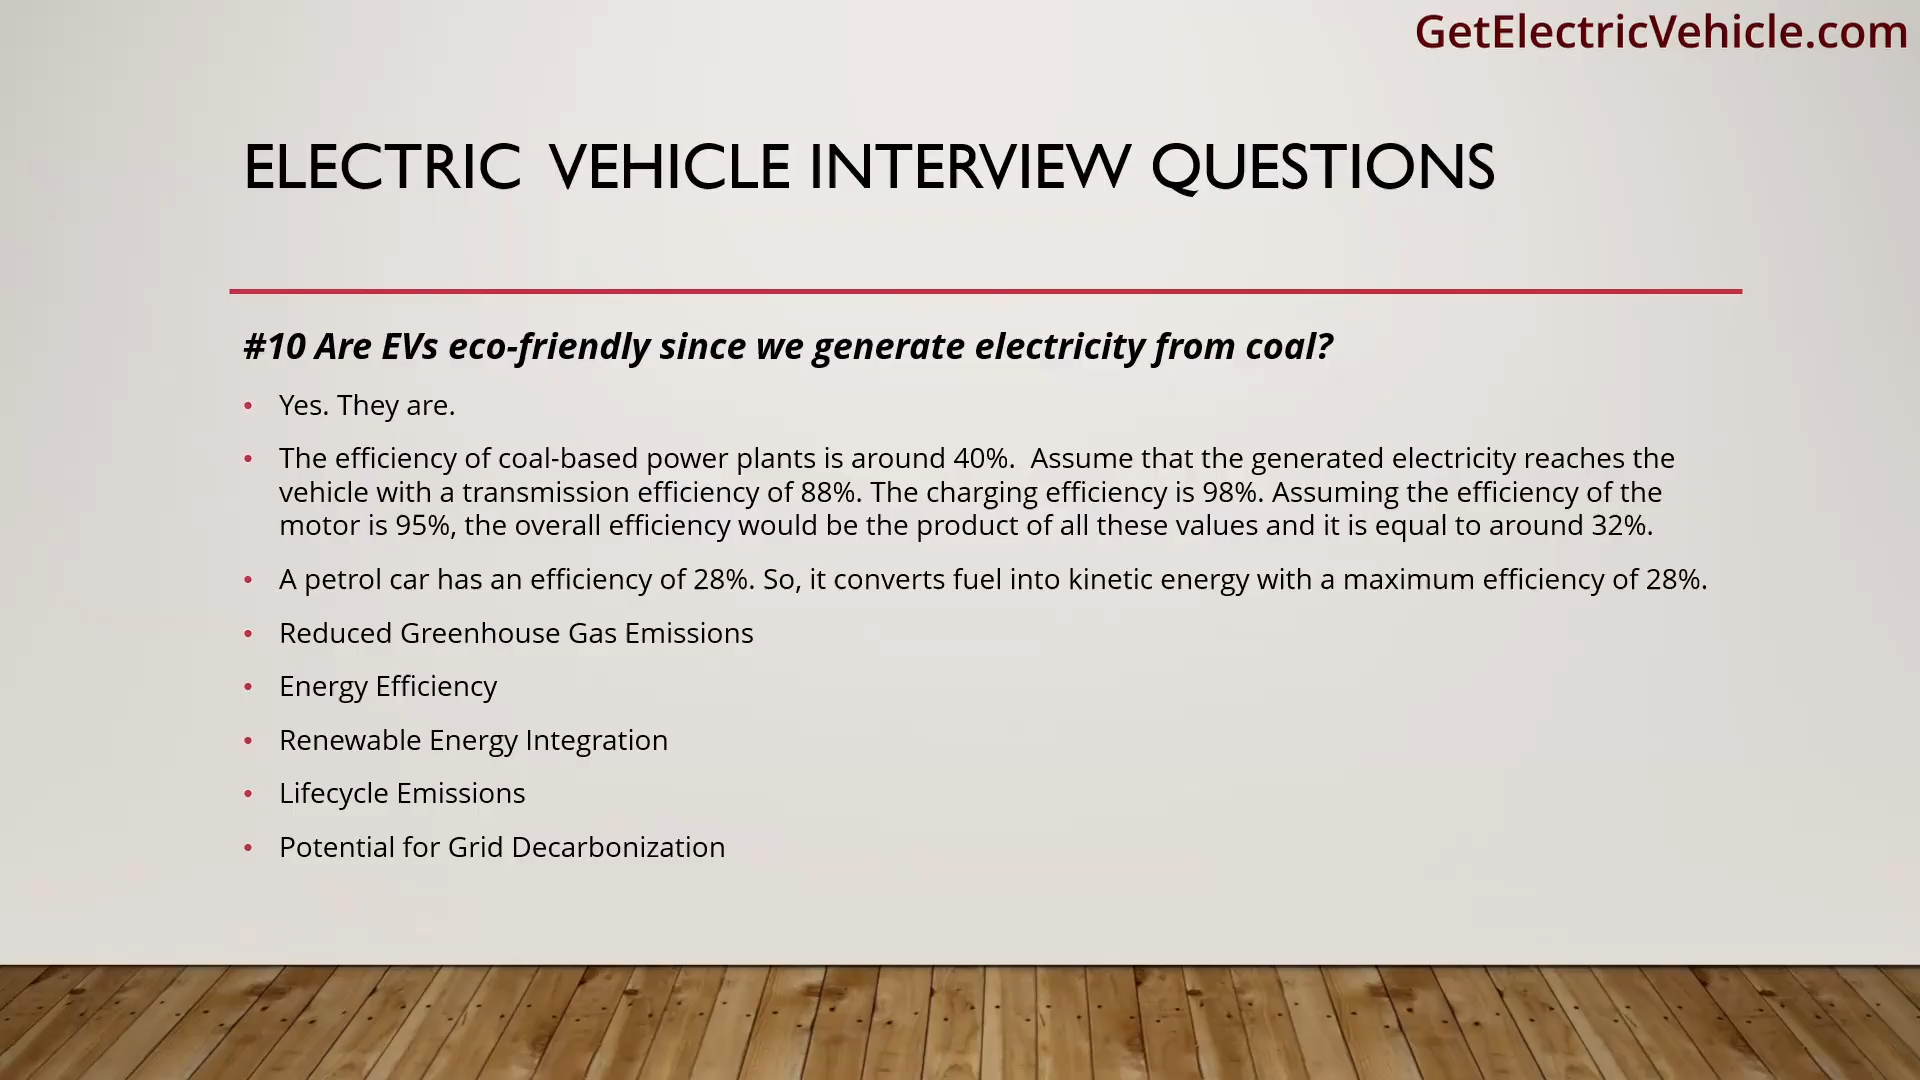 GetElectricVehicle.com
ELECTRIC VEHICLE INTERVIEW QUESTIONS
#10 Are EVs eco-friendly since we generate electricity from coal?
• Yes. They are.
• The efficiency of coal-based power plants is around 40%. Assume that the generated electricity reaches the
vehicle with a transmission efficiency of 88%. The charging efficiency is 98%. Assuming the efficiency of the
motor is 95%, the overall efficiency would be the product of all these values and it is equal to around 32%.
• A petrol car has an efficiency of 28%. So, it converts fuel into kinetic energy with a maximum efficiency of 28%.
• Reduced Greenhouse Gas Emissions
• Energy Efficiency
• Renewable Energy Integration
• Lifecycle Emissions
• Potential for Grid Decarbonization